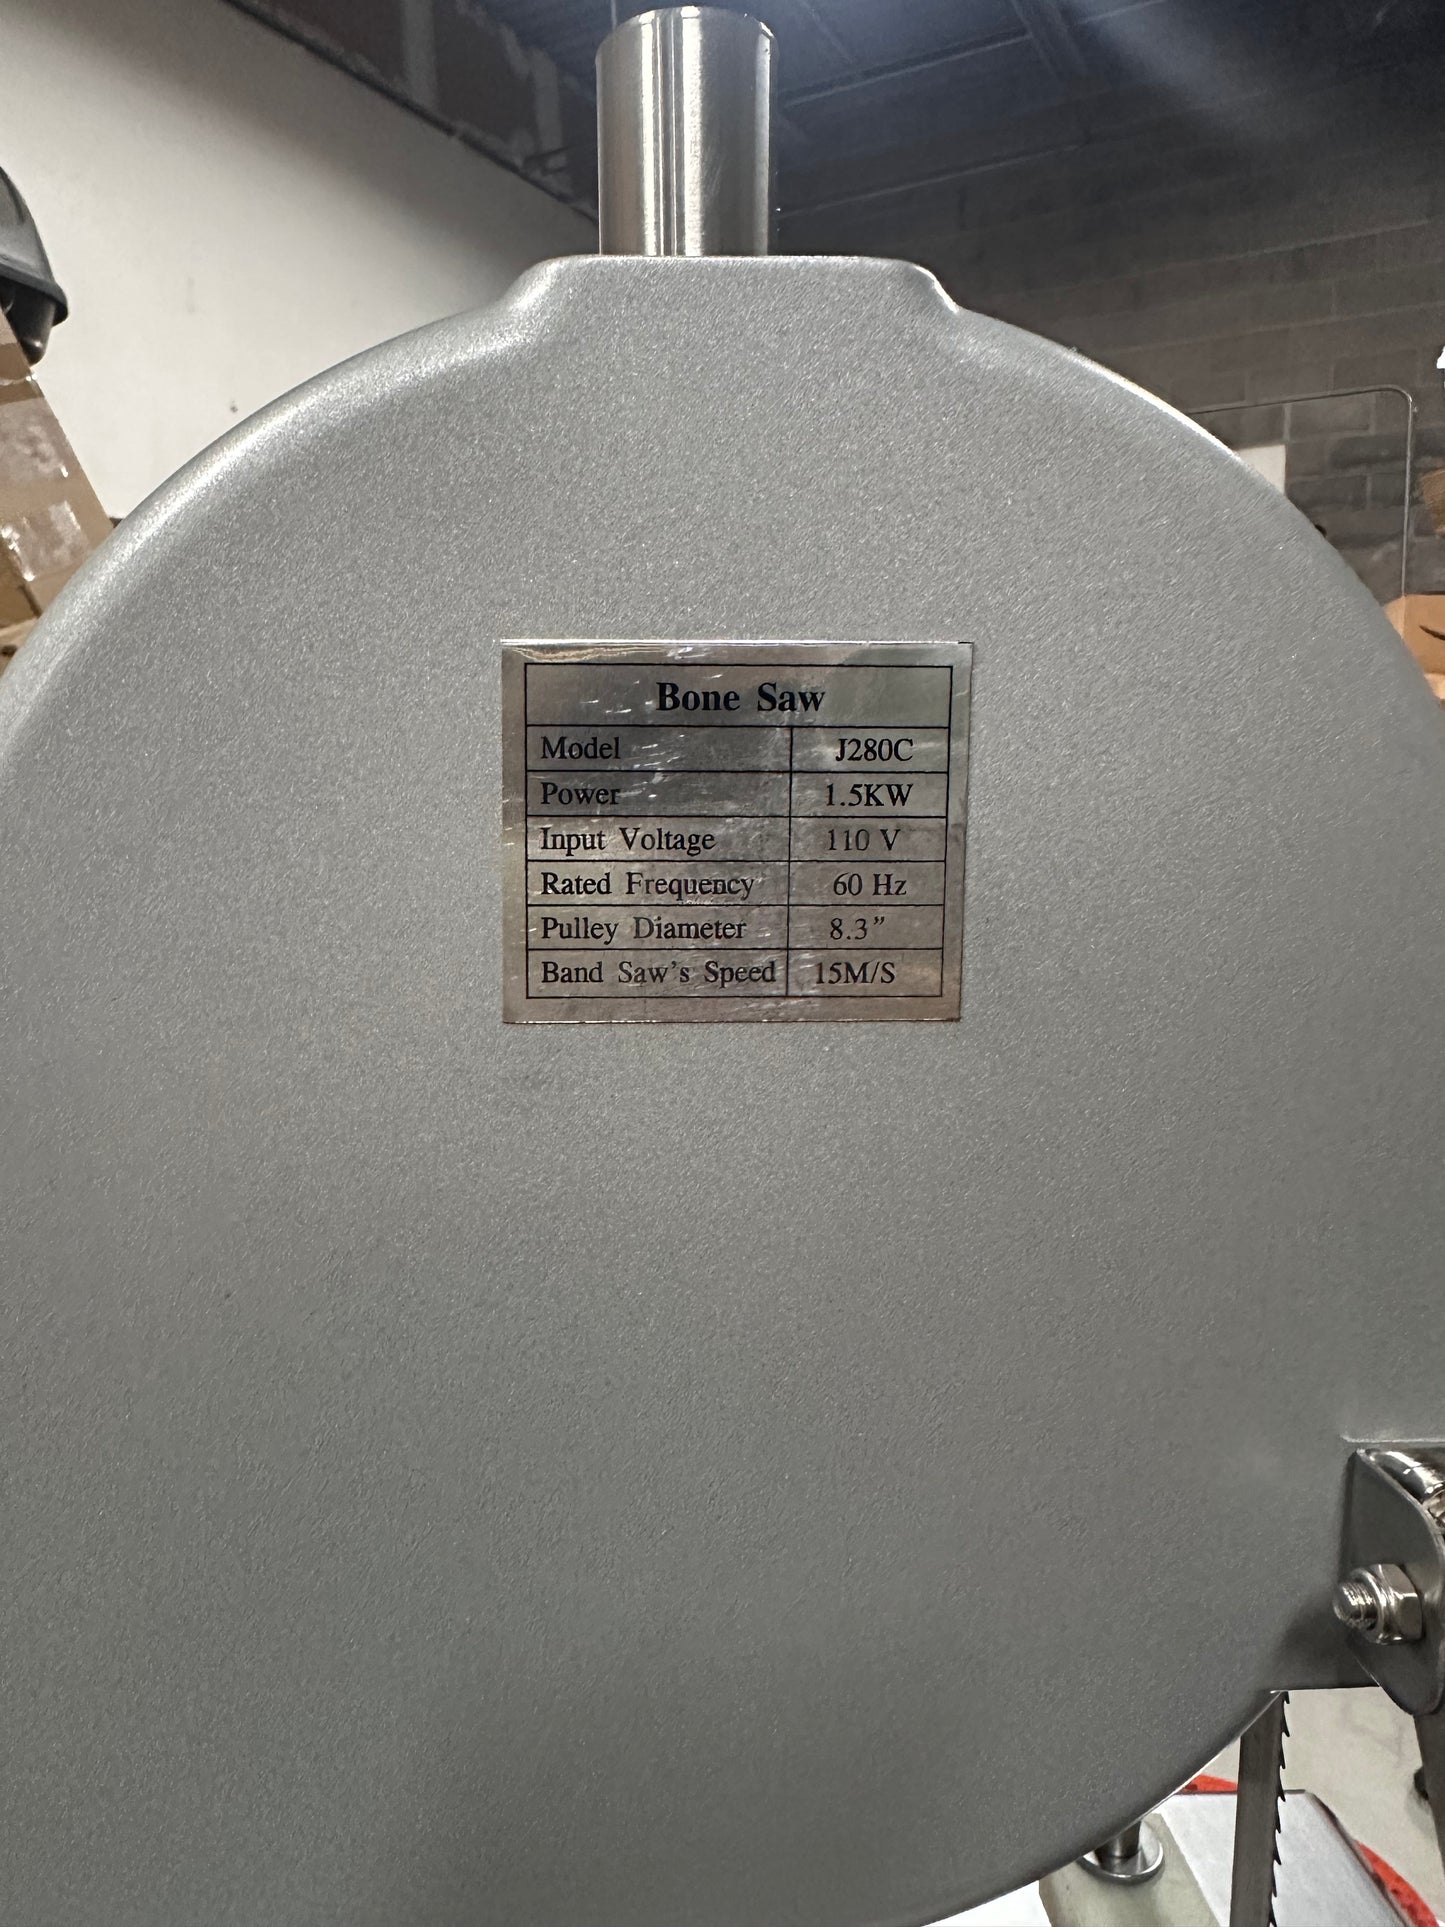 Bone Saw
Model J280C
Power 1.5KW
Input Voltage 110 V
Rated Frequency 60 Hz
Pulley Diameter 8.3”
Band Saw’s Speed 15M/S